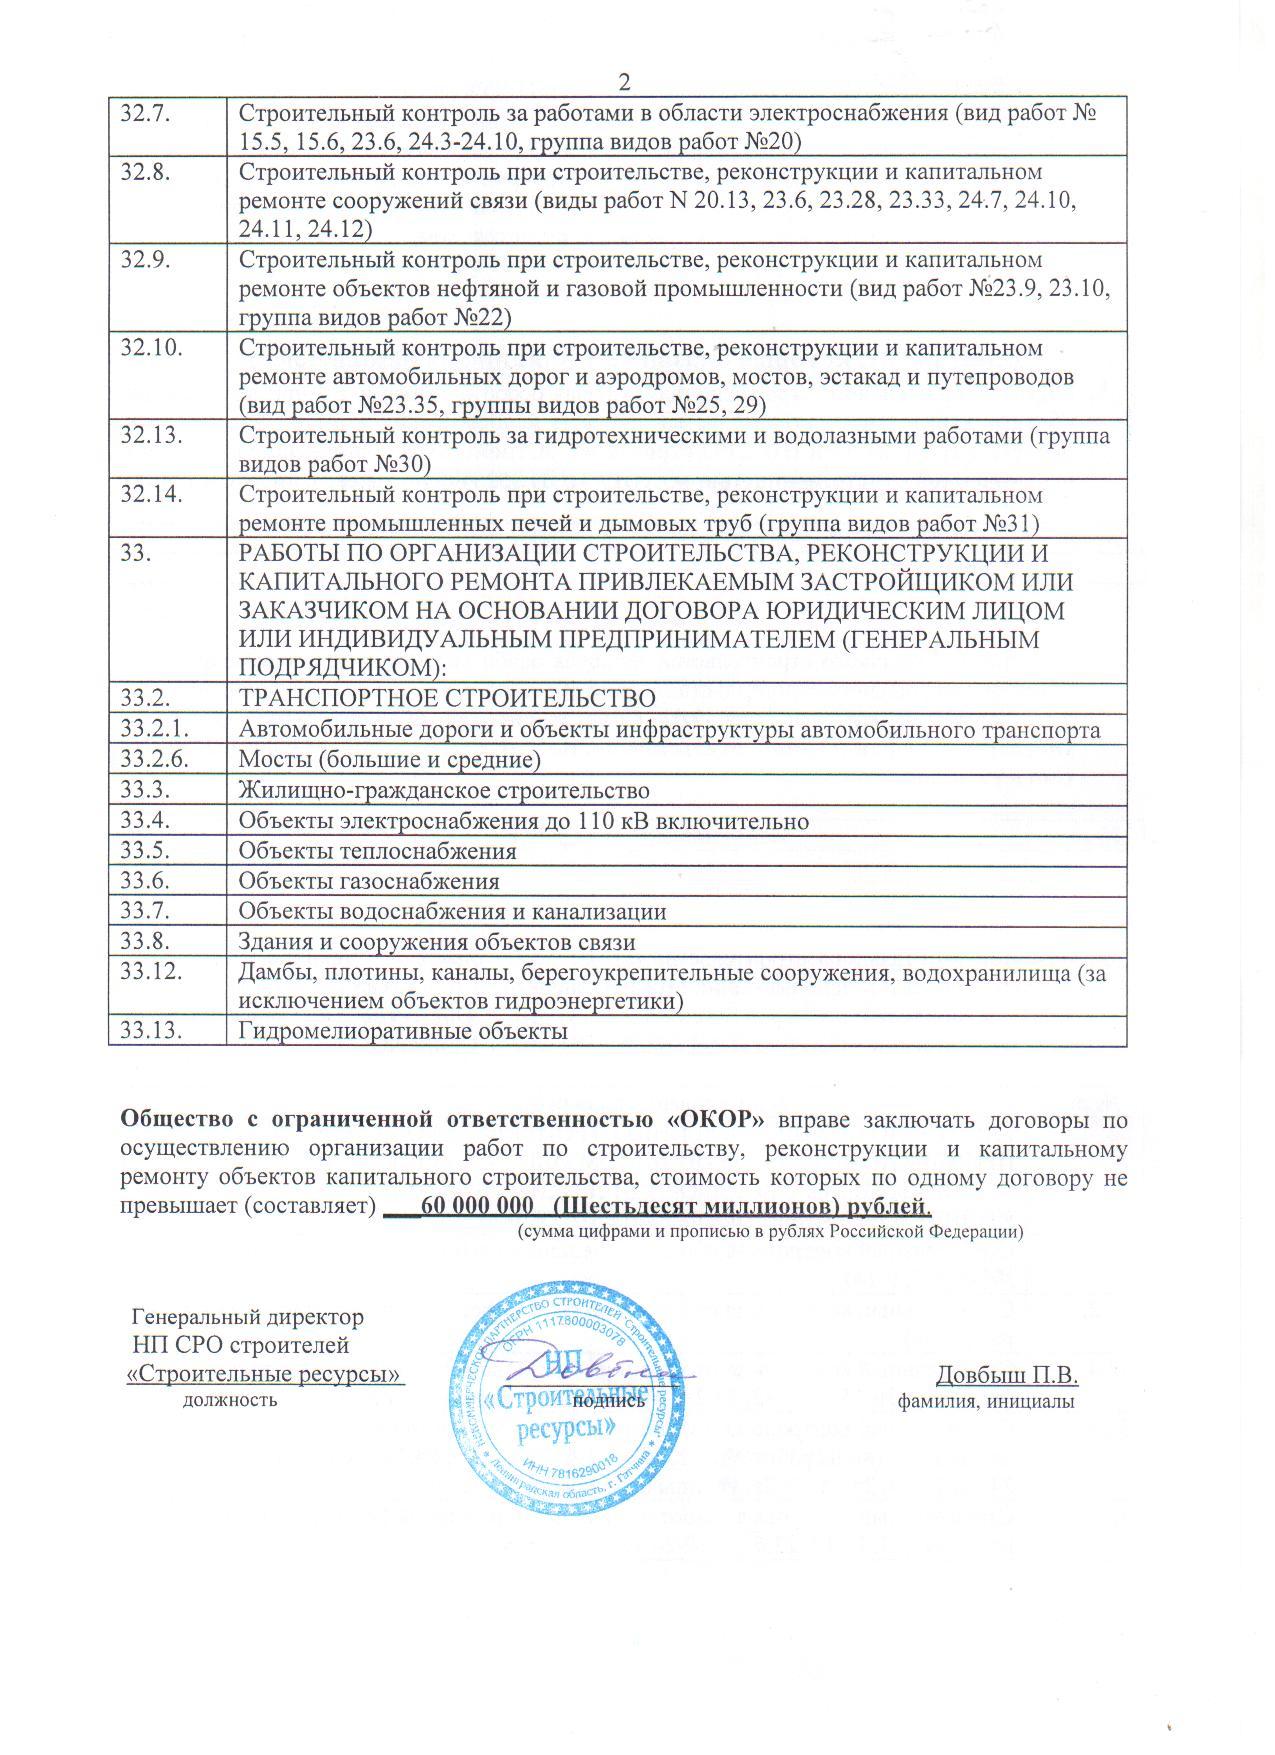 2
32.7. Строительный контроль за работами в области электроснабжения (вид работ №
15.5, 15.6, 23.6, 24.3-24.10, группа видов работ №20)
32.8. Строительный контроль при строительстве, реконструкции и капитальном
ремонте сооружений связи (виды работ N 20.13, 23.6, 23.28, 23.33, 24.7, 24.10,
24.11, 24.12)
32.9. Строительный контроль при строительстве, реконструкции и капитальном
ремонте объектов нефтяной и газовой промышленности (вид работ №23.9, 23.10,
группа видов работ №22)
32.10. Строительный контроль при строительстве, реконструкции и капитальном
ремонте автомобильных дорог и аэродромов, мостов, эстакад и путепроводов
(вид работ №23.35, группы видов работ №25, 29)
32.13. Строительный контроль за гидротехническими и водолазными работами (группа
видов работ №30)
32.14. Строительный контроль при строительстве, реконструкции и капитальном
ремонте промышленных печей и дымовых труб (группа видов работ №31)
33. РАБОТЫ ПО ОРГАНИЗАЦИИ СТРОИТЕЛЬСТВА, РЕКОНСТРУКЦИИ И
КАПИТАЛЬНОГО РЕМОНТА ПРИВЛЕКАЕМЫМ ЗАСТРОЙЩИКОМ ИЛИ
ЗАКАЗЧИКОМ НА ОСНОВАНИИ ДОГОВОРА ЮРИДИЧЕСКИМ ЛИЦОМ
ИЛИ ИНДИВИДУАЛЬНЫМ ПРЕДПРИНИМАТЕЛЕМ (ГЕНЕРАЛЬНЫМ
ПОДРЯДЧИКОМ):
33.2. ТРАНСПОРТНОЕ СТРОИТЕЛЬСТВО
33.2.1. Автомобильные дороги и объекты инфраструктуры автомобильного транспорта
33.2.6. Мосты (большие и средние)
33.3. Жилищно-гражданское строительство
33.4. Объекты электроснабжения до 110 кВ включительно
33.5. Объекты теплоснабжения
33.6. Объекты газоснабжения
33.7. Объекты водоснабжения и канализации
33.8. Здания и сооружения объектов связи
33.12. Дамбы, плотины, каналы, берегоукрепительные сооружения, водохранилища (за
исключением объектов гидроэнергетики)
33.13. Гидромелиоративные объекты
Общество с ограниченной ответственностью «ОКОР» вправе заключать договоры по
осуществлению организации работ по строительству, реконструкции и капитальному
ремонту объектов капитального строительства, стоимость которых по одному договору не
превышает (составляет) 60 000 000 (Шестьдесят миллионов) рублей.
(сумма цифрами и прописью в рублях Российской Федерации)
Генеральный директор
НП СРО строителей
«Строительные ресурсы» Довбыш П.В.
должность подпись фамилия, инициалы
НЕКОММЕРЧЕСКОЕ ПАРТНЕРСТВО СТРОИТЕЛЕЙ "Строительные ресурсы"
ОГРН 1117800003078
НП
«Строительные
ресурсы»
ИНН 7816290018
Ленинградская область, г. Гатчина